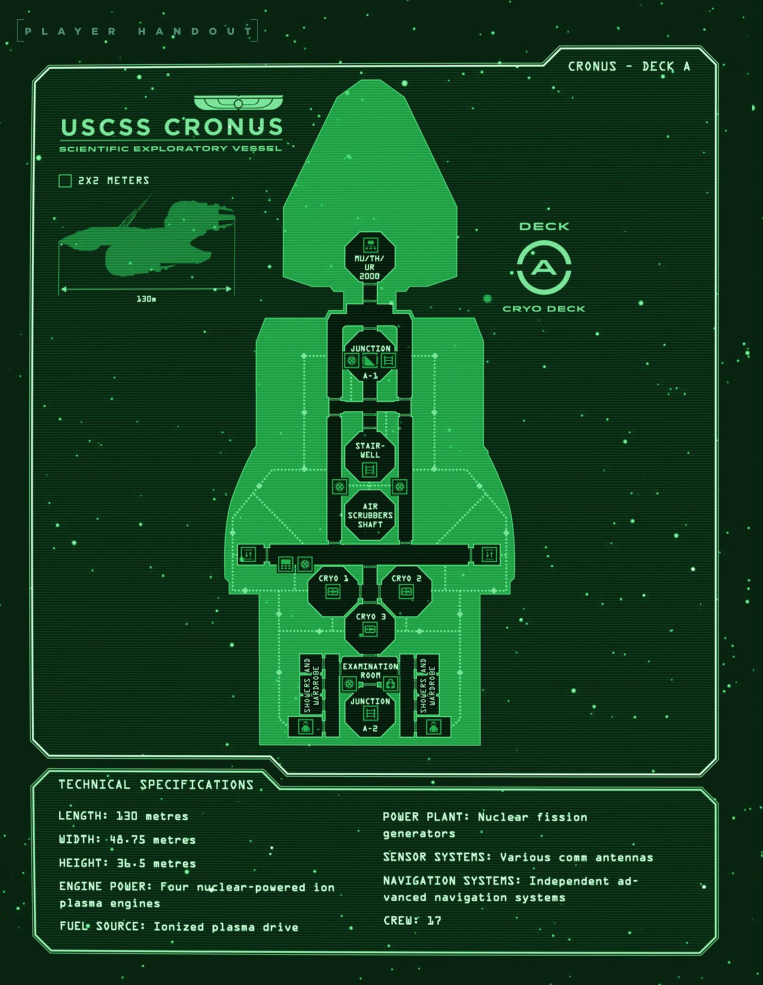 PLAYER HANDOUT
CRONUS - DECK A
USCSS CRONUS
SCIENTIFIC EXPLORATORY VESSEL
2X2 METERS
130m
DECK
A
CRYO DECK
MU/TH/
UR
2000
JUNCTION
A-1
STAIR-
WELL
AIR
SCRUBBERS
SHAFT
CRYO 1
CRYO 2
CRYO 3
EXAMINATION
ROOM
SHOWERS AND
WARDROBE
SHOWERS AND
WARDROBE
JUNCTION
A-2
TECHNICAL SPECIFICATIONS
LENGTH: 130 metres
WIDTH: 48.75 metres
HEIGHT: 36.5 metres
ENGINE POWER: Four nuclear-powered ion
plasma engines
FUEL SOURCE: Ionized plasma drive
POWER PLANT: Nuclear fission
generators
SENSOR SYSTEMS: Various comm antennas
NAVIGATION SYSTEMS: Independent ad-
vanced navigation systems
CREW: 17